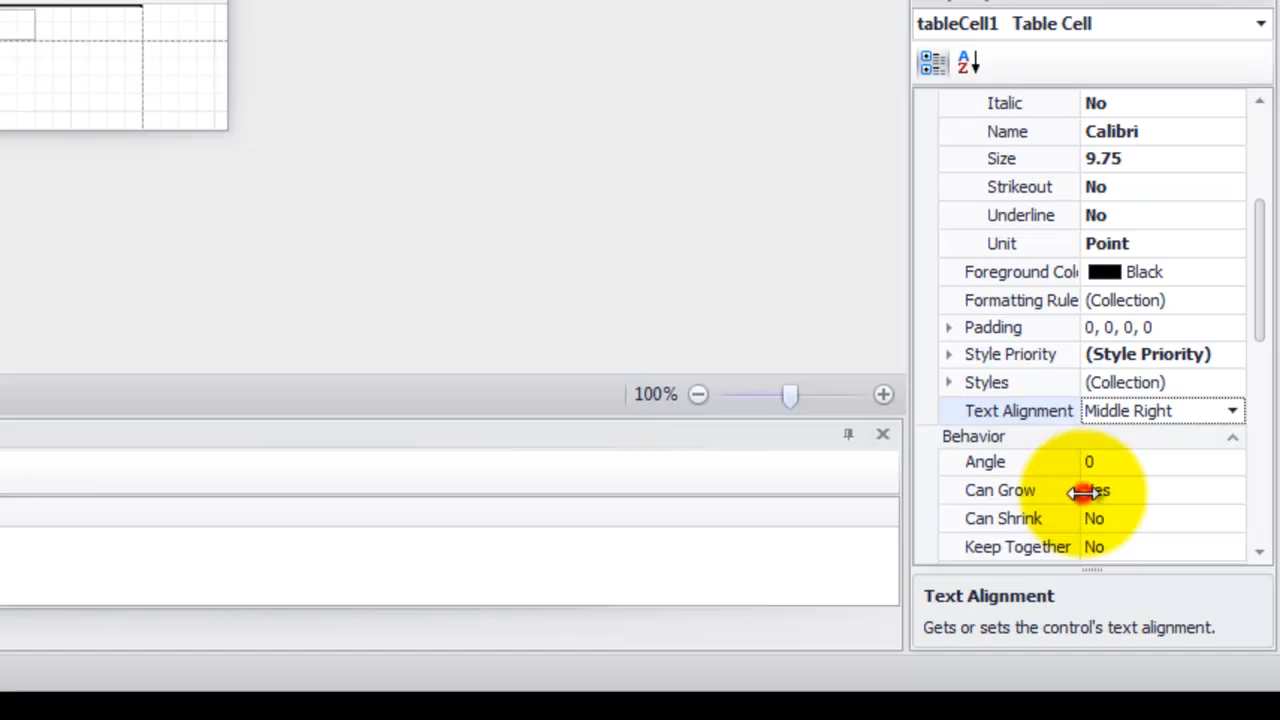 tableCell1 Table Cell
Italic No
Name Calibri
Size 9.75
Strikeout No
Underline No
Unit Point
Foreground Col Black
Formatting Rule (Collection)
Padding 0, 0, 0, 0
Style Priority (Style Priority)
Styles (Collection)
100%
Text Alignment Middle Right
Behavior
Angle 0
Can Grow
Can Shrink No
Keep Together No
Text Alignment
Gets or sets the control's text alignment.